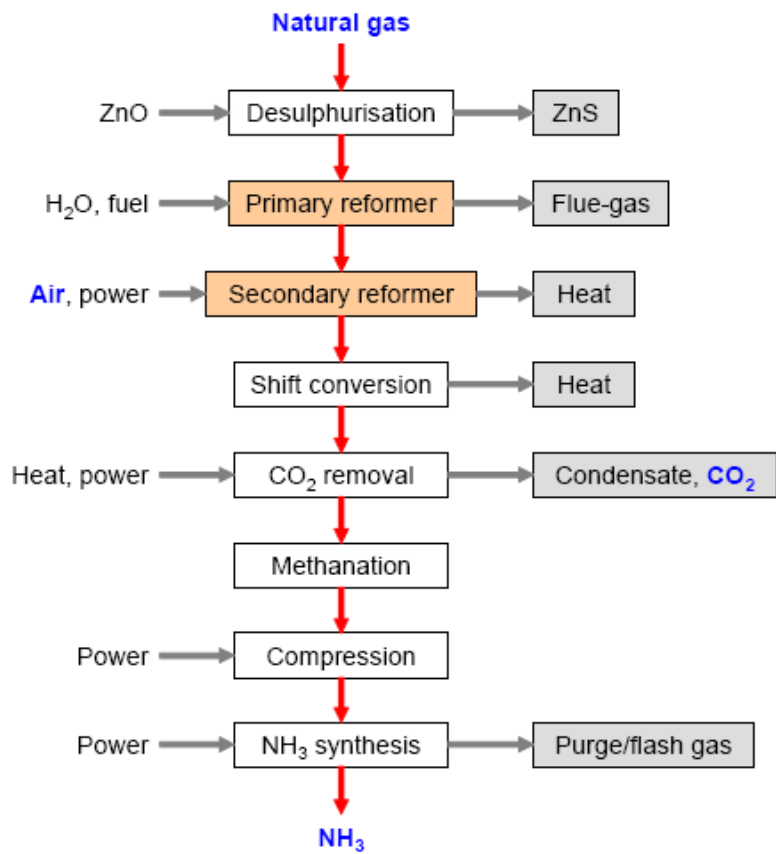 Natural gas
ZnO Desulphurisation ZnS
H₂O, fuel Primary reformer Flue-gas
Air, power Secondary reformer Heat
Shift conversion Heat
Heat, power CO₂ removal Condensate, CO₂
Methanation
Power Compression
Power NH₃ synthesis Purge/flash gas
NH₃